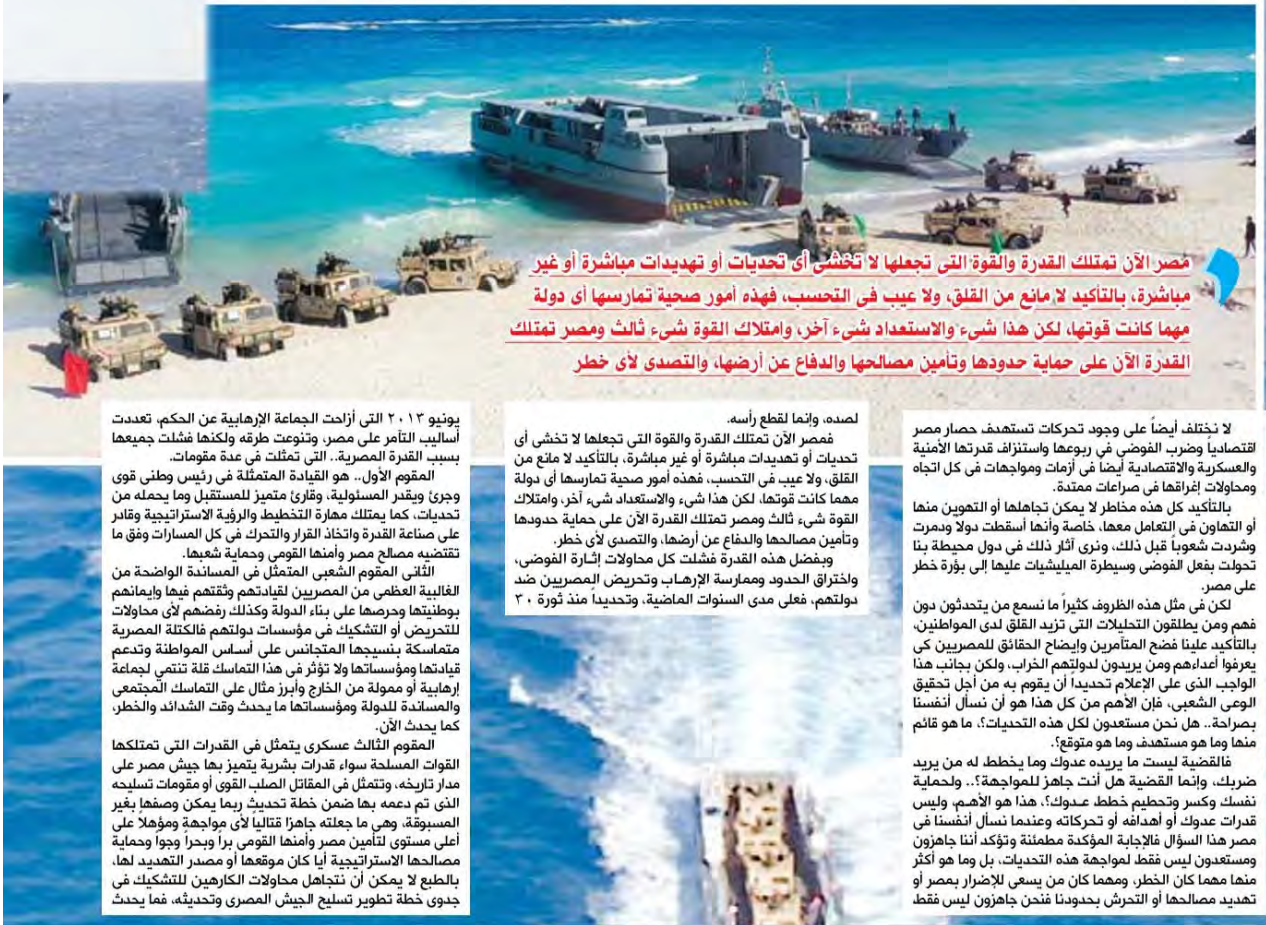 مصر الآن تمتلك القدرة والقوة التى تجعلها لا تخشى أى تحديات أو تهديدات مباشرة أو غير
مباشرة، بالتأكيد لا مانع من القلق، ولا عيب فى التحسب، فهذه أمور صحية تمارسها أى دولة
مهما كانت قوتها، لكن هذا شىء والاستعداد شىء آخر، وامتلاك القوة شىء ثالث ومصر تمتلك
القدرة الآن على حماية حدودها وتأمين مصالحها والدفاع عن أرضها، والتصدى لأى خطر
لا نختلف أيضاً على وجود تحركات تستهدف حصار مصر
اقتصادياً وضرب الفوضى فى ربوعها واستنزاف قدرتها الأمنية
والعسكرية والاقتصادية أيضا فى أزمات ومواجهات فى كل اتجاه
ومحاولات إغراقها فى صراعات ممتدة.
بالتأكيد كل هذه مخاطر لا يمكن تجاهلها أو التهوين منها
أو التهاون فى التعامل معها، خاصة وأنها أسقطت دولا ودمرت
وشردت شعوباً قبل ذلك، ونرى آثار ذلك فى دول محيطة بنا
تحولت بفعل الفوضى وسيطرة الميليشيات عليها إلى بؤرة خطر
على مصر.
لكن فى مثل هذه الظروف كثيراً ما نسمع من يتحدثون دون
فهم ومن يطلقون التحليلات التى تزيد القلق لدى المواطنين،
بالتأكيد علينا فضح المتآمرين وإيضاح الحقائق للمصريين كى
يعرفوا أعداءهم ومن يريدون لدولتهم الخراب، ولكن بجانب هذا
الواجب الذى على الإعلام تحديداً أن يقوم به من أجل تحقيق
الوعى الشعبى، فإن الأهم من كل هذا هو أن نسأل أنفسنا
بصراحة.. هل نحن مستعدون لكل هذه التحديات؟، ما هو قائم
منها وما هو مستهدف وما هو متوقع؟.
فالقضية ليست ما يريده عدوك وما يخطط له من يريد
ضربك، وإنما القضية هل أنت جاهز للمواجهة؟.. ولحماية
نفسك وكسر وتحطيم خطط عـدوك؟، هذا هو الأهـم، وليس
قدرات عدوك أو أهدافه أو تحركاته وعندما نسأل أنفسنا فى
مصر هذا السؤال فالإجابة المؤكدة مطمئنة وتؤكد أننا جاهزون
ومستعدون ليس فقط لمواجهة هذه التحديات، بل وما هو أكثر
منها مهما كان الخطر، ومهما كان من يسعى للإضرار بمصر أو
تهديد مصالحها أو التحرش بحدودنا فنحن جاهزون ليس فقط
لصده، وإنما لقطع رأسه.
فمصر الآن تمتلك القدرة والقوة التى تجعلها لا تخشى أى
تحديات أو تهديدات مباشرة أو غير مباشرة، بالتأكيد لا مانع من
القلق، ولا عيب فى التحسب، فهذه أمور صحية تمارسها أى دولة
مهما كانت قوتها، لكن هذا شىء والاستعداد شىء آخر، وامتلاك
القوة شىء ثالث ومصر تمتلك القدرة الآن على حماية حدودها
وتأمين مصالحها والدفاع عن أرضها، والتصدى لأى خطر.
وبفضل هذه القدرة فشلت كل محاولات إثـارة الفوضى،
واختراق الحدود وممارسة الإرهـاب وتحريض المصريين ضد
دولتهم، فعلى مدى السنوات الماضية، وتحديداً منذ ثورة ٣٠
يونيو ٢٠١٣ التى أزاحت الجماعة الإرهابية عن الحكم، تعددت
أساليب التآمر على مصر، وتنوعت طرقه ولكنها فشلت جميعها
بسبب القدرة المصرية.. التى تمثلت فى عدة مقومات.
المقوم الأول.. هو القيادة المتمثلة فى رئيس وطنى قوى
وجرئ ويقدر المسئولية، وقارئ متميز للمستقبل وما يحمله من
تحديات، كما يمتلك مهارة التخطيط والرؤية الاستراتيجية وقادر
على صناعة القدرة واتخاذ القرار والتحرك فى كل المسارات وفق ما
تقتضيه مصالح مصر وأمنها القومى وحماية شعبها.
الثانى المقوم الشعبى المتمثل فى المساندة الواضحة من
الغالبية العظمى من المصريين لقيادتهم وثقتهم فيها وإيمانهم
بوطنيتها وحرصها على بناء الدولة وكذلك رفضهم لأى محاولات
للتحريض أو التشكيك فى مؤسسات دولتهم فالكتلة المصرية
متماسكة بنسيجها المتجانس على أسـاس المواطنة وتدعم
قيادتها ومؤسساتها ولا تؤثر فى هذا التماسك قلة تنتمي لجماعة
إرهابية أو ممولة من الخارج وأبرز مثال على التماسك المجتمعى
والمساندة للدولة ومؤسساتها ما يحدث وقت الشدائد والخطر،
كما يحدث الآن.
المقوم الثالث عسكرى يتمثل فى القدرات التى تمتلكها
القوات المسلحة سواء قدرات بشرية يتميز بها جيش مصر على
مدار تاريخه، وتتمثل فى المقاتل الصلب القوى أو مقومات تسليحه
الذى تم دعمه بها ضمن خطة تحديث ربما يمكن وصفها بغير
المسبوقة، وهى ما جعلته جاهزا قتالياً لأى مواجهة ومؤهلاً على
أعلى مستوى لتأمين مصر وأمنها القومى براً وبحراً وجواً وحماية
مصالحها الاستراتيجية أيا كان موقعها أو مصدر التهديد لها،
بالطبع لا يمكن أن نتجاهل محاولات الكارهين للتشكيك فى
جدوى خطة تطوير تسليح الجيش المصرى وتحديثه، فما يحدث